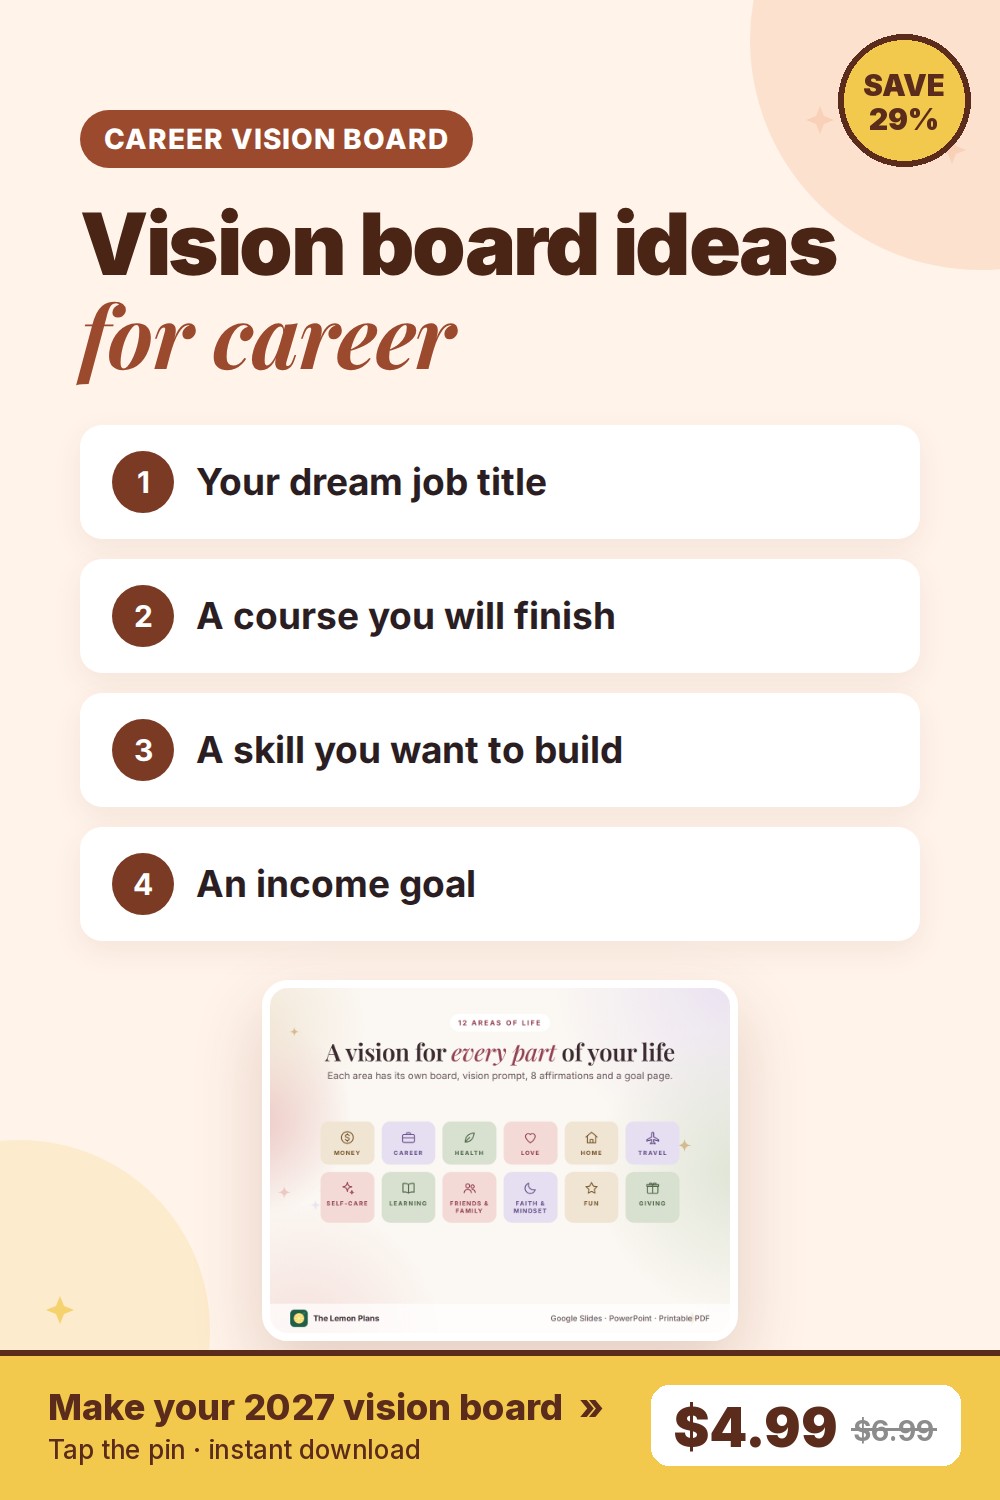 SAVE
29%
CAREER VISION BOARD
Vision board ideas
for career
1 Your dream job title
2 A course you will finish
3 A skill you want to build
4 An income goal
12 AREAS OF LIFE
A vision for every part of your life
Each area has its own board, vision prompt, 8 affirmations and a goal page.
MONEY CAREER HEALTH LOVE HOME TRAVEL
SELF-CARE LEARNING FRIENDS & FAMILY FAITH & MINDSET FUN GIVING
The Lemon Plans Google Slides · PowerPoint · Printable PDF
Make your 2027 vision board »
Tap the pin · instant download
$4.99 $6.99